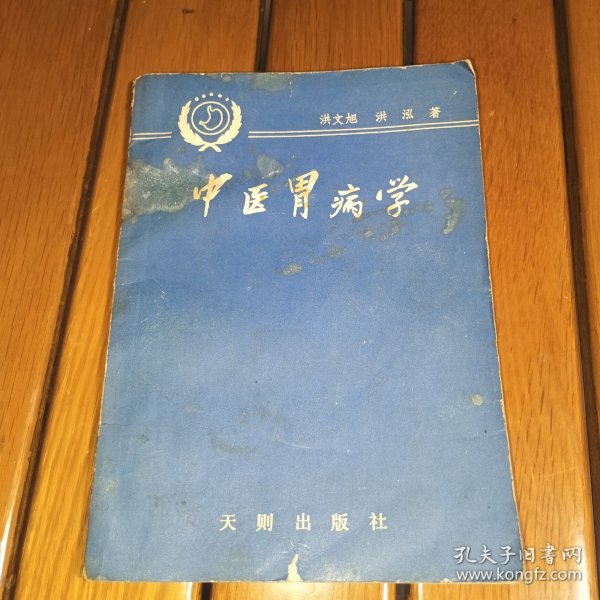 洪文旭 洪泓 著
中医胃病学
天则出版社
孔夫子旧书网
www.kongfz.com